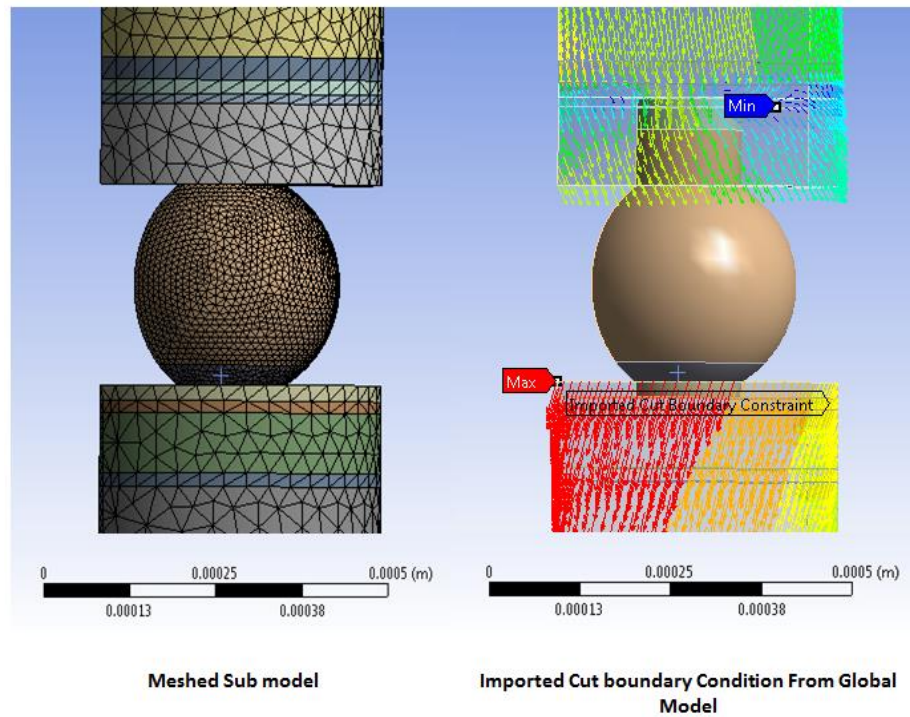 Min
Max
Imported Cut Boundary Constraint
0
0.00025
0.0005 (m)
0.00013
0.00038
0
0.00025
0.0005 (m)
0.00013
0.00038
Meshed Sub model
Imported Cut boundary Condition From Global
Model